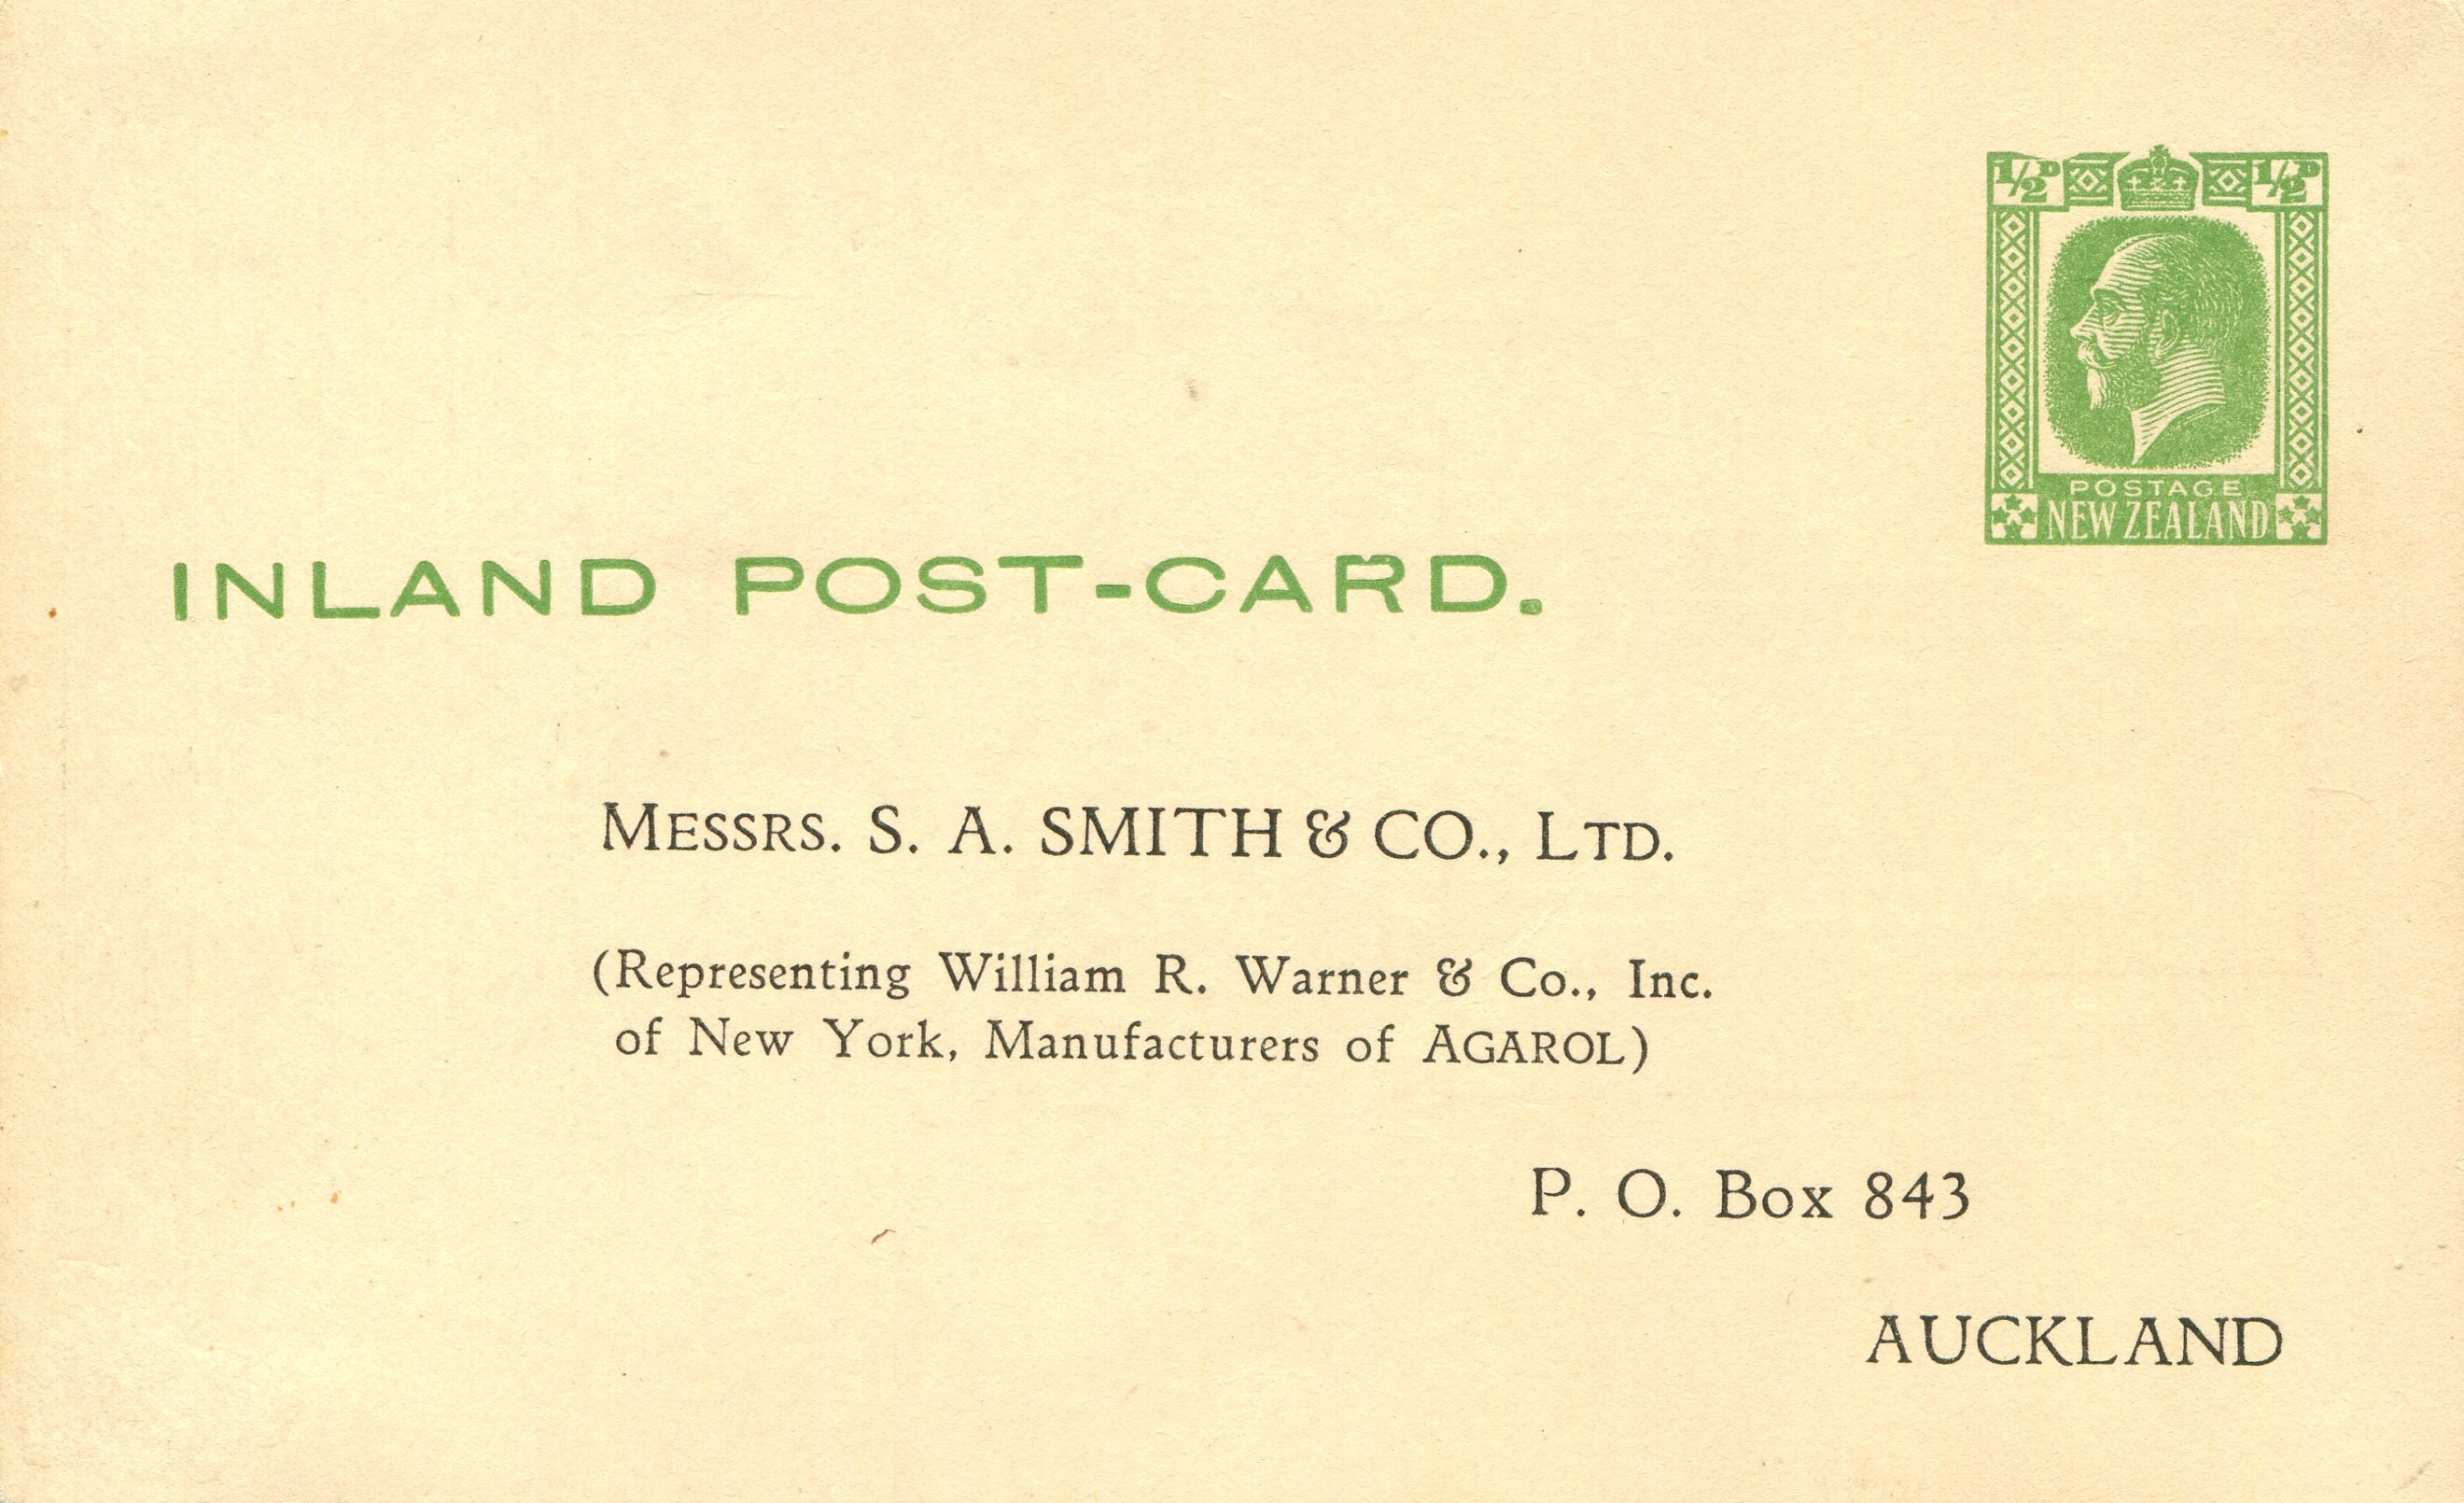 ½D ½D
POSTAGE
NEW ZEALAND
INLAND POST-CARD.
MESSRS. S. A. SMITH & CO., LTD.
(Representing William R. Warner & Co., Inc.
of New York, Manufacturers of AGAROL)
P. O. Box 843
AUCKLAND